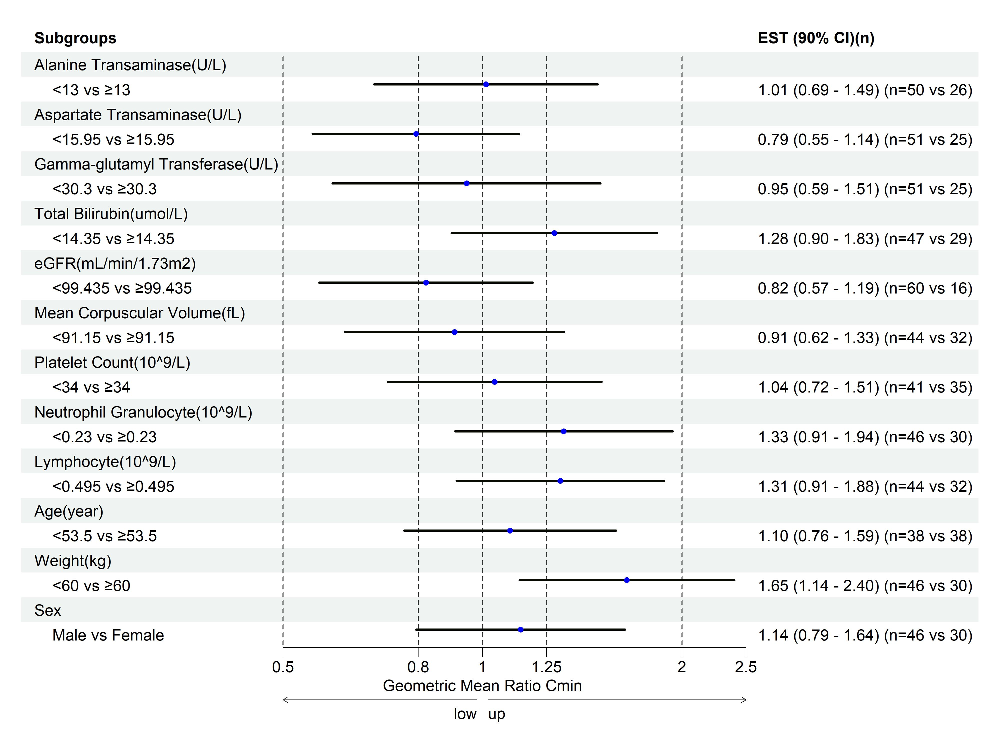 Subgroups EST (90% CI)(n)
Alanine Transaminase(U/L)
<13 vs ≥13 1.01 (0.69 - 1.49) (n=50 vs 26)
Aspartate Transaminase(U/L)
<15.95 vs ≥15.95 0.79 (0.55 - 1.14) (n=51 vs 25)
Gamma-glutamyl Transferase(U/L)
<30.3 vs ≥30.3 0.95 (0.59 - 1.51) (n=51 vs 25)
Total Bilirubin(umol/L)
<14.35 vs ≥14.35 1.28 (0.90 - 1.83) (n=47 vs 29)
eGFR(mL/min/1.73m2)
<99.435 vs ≥99.435 0.82 (0.57 - 1.19) (n=60 vs 16)
Mean Corpuscular Volume(fL)
<91.15 vs ≥91.15 0.91 (0.62 - 1.33) (n=44 vs 32)
Platelet Count(10^9/L)
<34 vs ≥34 1.04 (0.72 - 1.51) (n=41 vs 35)
Neutrophil Granulocyte(10^9/L)
<0.23 vs ≥0.23 1.33 (0.91 - 1.94) (n=46 vs 30)
Lymphocyte(10^9/L)
<0.495 vs ≥0.495 1.31 (0.91 - 1.88) (n=44 vs 32)
Age(year)
<53.5 vs ≥53.5 1.10 (0.76 - 1.59) (n=38 vs 38)
Weight(kg)
<60 vs ≥60 1.65 (1.14 - 2.40) (n=46 vs 30)
Sex
Male vs Female 1.14 (0.79 - 1.64) (n=46 vs 30)
0.5 0.8 1 1.25 2 2.5
Geometric Mean Ratio Cmin
low up